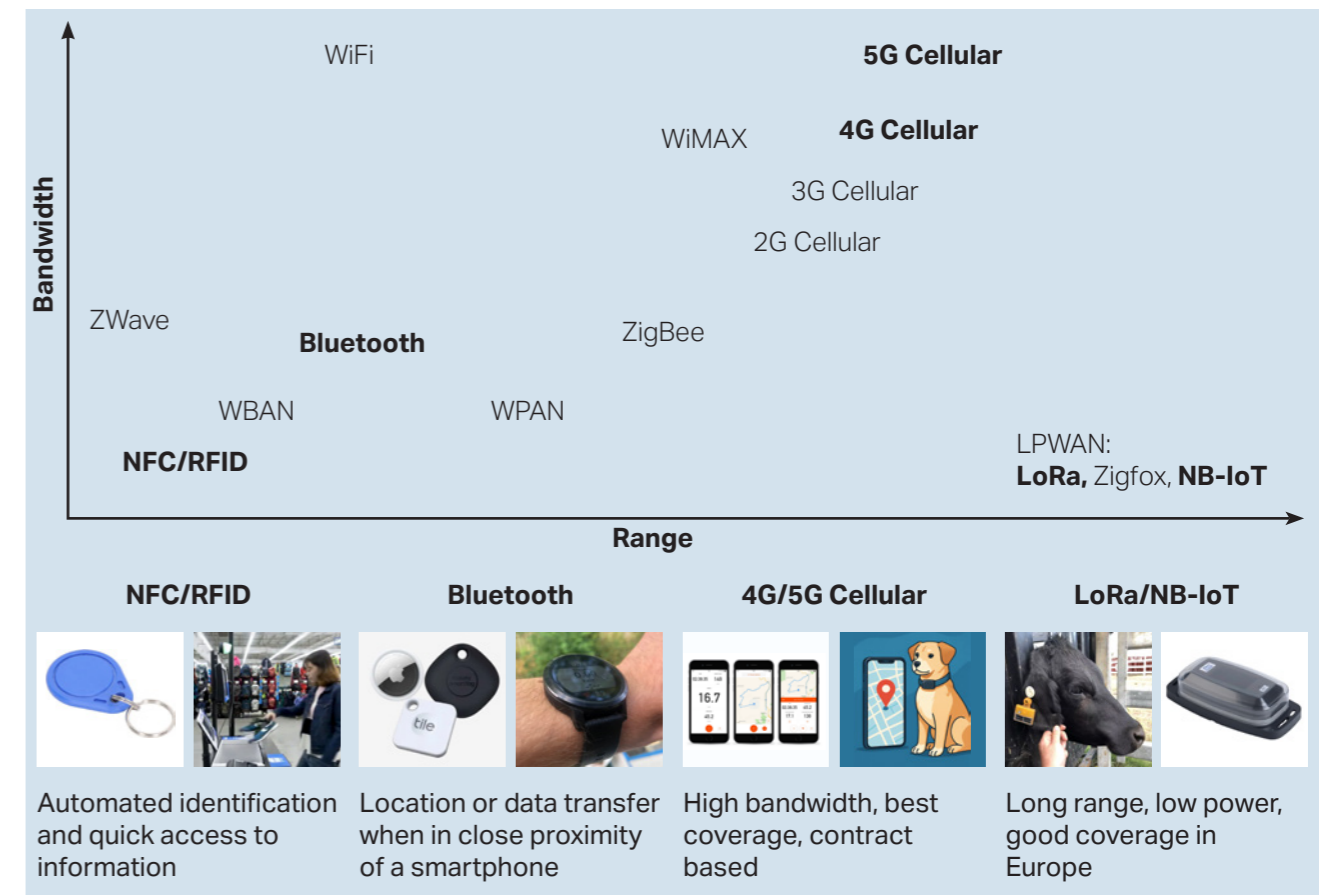 WiFi
5G Cellular
4G Cellular
WiMAX
3G Cellular
2G Cellular
Bandwidth
ZWave
Bluetooth
ZigBee
WBAN
WPAN
NFC/RFID
LPWAN:
LoRa, Zigfox, NB-IoT
Range
NFC/RFID
Bluetooth
4G/5G Cellular
LoRa/NB-IoT
tile
16.7
Automated identification
and quick access to
information
Location or data transfer
when in close proximity
of a smartphone
High bandwidth, best
coverage, contract
based
Long range, low power,
good coverage in
Europe